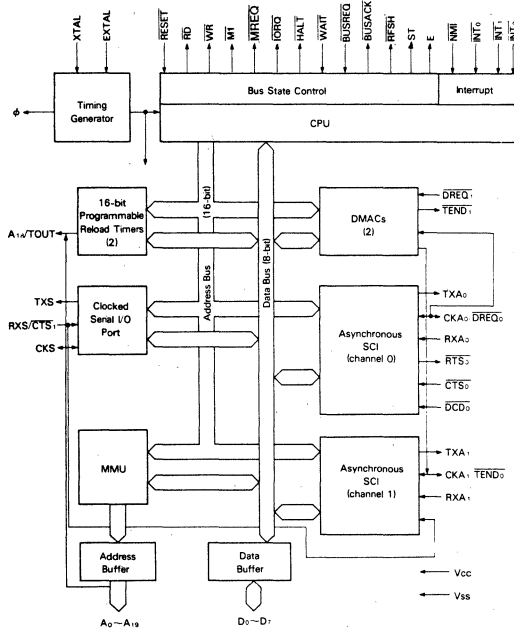 XTAL
EXTAL
RESET
RD
WR
M1
MREQ
IORQ
HALT
WAIT
BUSREQ
BUSACK
RFSH
ST
E
NMI
INT0
INT1
Timing
Generator
Bus State Control
Interrupt
CPU
φ
16-bit
Programmable
Reload Timers
(2)
A18/TOUT
Address Bus (16-bit)
Data Bus (8-bit)
DMACs
(2)
DREQ1
TEND1
TXS
RXS/CTS1
CKS
Clocked
Serial I/O
Port
Asynchronous
SCI
(channel 0)
TXA0
CKA0 DREQ0
RXA0
RTS0
CTS0
DCD0
MMU
Asynchronous
SCI
(channel 1)
TXA1
CKA1 TEND0
RXA1
Address
Buffer
Data
Buffer
Vcc
Vss
A0~A19
D0~D7